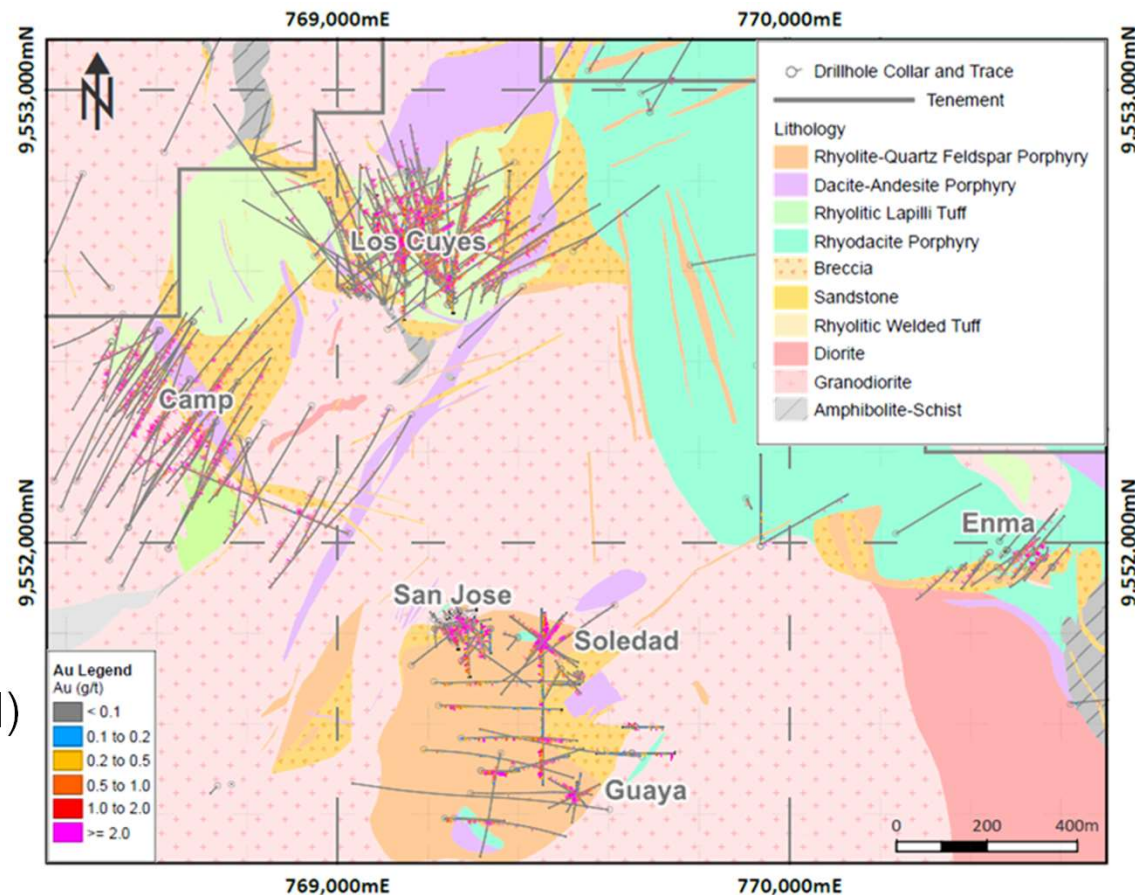 769,000mE
770,000mE
9,553,000mN
9,553,000mN
N
Drillhole Collar and Trace
Tenement
Lithology
Rhyolite-Quartz Feldspar Porphyry
Dacite-Andesite Porphyry
Rhyolitic Lapilli Tuff
Rhyodacite Porphyry
Breccia
Sandstone
Rhyolitic Welded Tuff
Diorite
Granodiorite
Amphibolite-Schist
Los Cuyes
Camp
Enma
9,552,000mN
9,552,000mN
San Jose
Soledad
Guaya
Au Legend
Au (g/t)
< 0.1
0.1 to 0.2
0.2 to 0.5
0.5 to 1.0
1.0 to 2.0
>= 2.0
0 200 400m
769,000mE
770,000mE